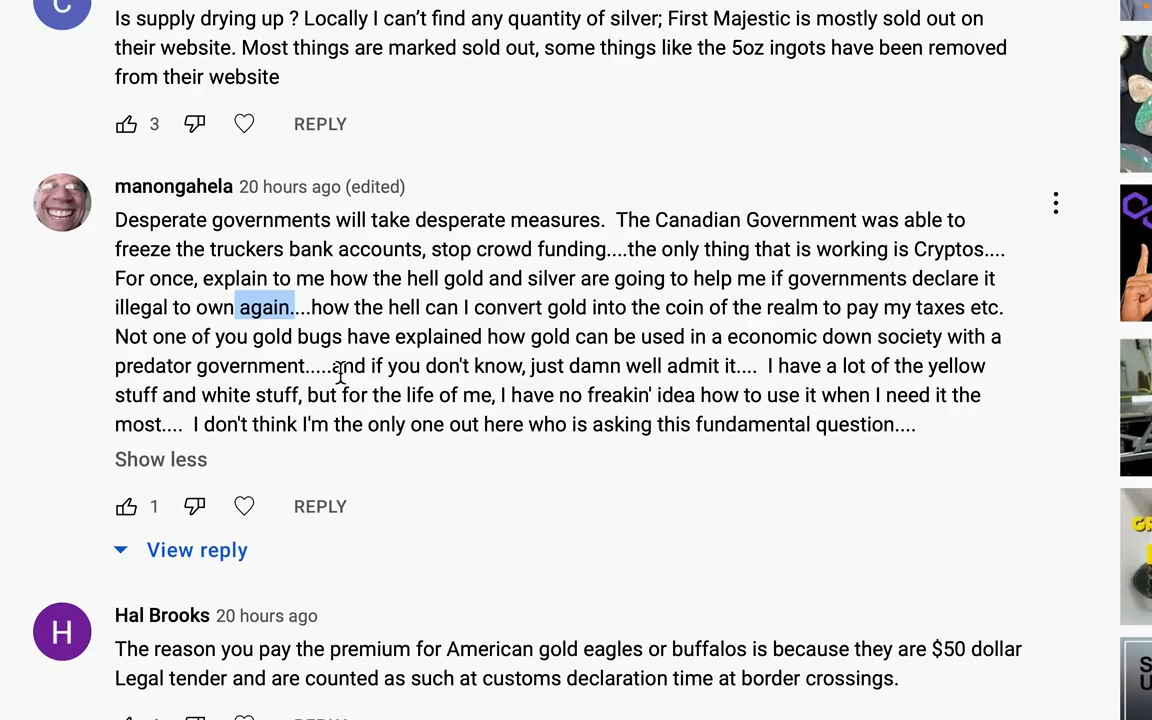 Is supply drying up ? Locally I can't find any quantity of silver; First Majestic is mostly sold out on
their website. Most things are marked sold out, some things like the 5oz ingots have been removed
from their website
3 REPLY
manongahela 20 hours ago (edited)
Desperate governments will take desperate measures.  The Canadian Government was able to
freeze the truckers bank accounts, stop crowd funding....the only thing that is working is Cryptos....
For once, explain to me how the hell gold and silver are going to help me if governments declare it
illegal to own again....how the hell can I convert gold into the coin of the realm to pay my taxes etc.
Not one of you gold bugs have explained how gold can be used in a economic down society with a
predator government.....and if you don't know, just damn well admit it....  I have a lot of the yellow
stuff and white stuff, but for the life of me, I have no freakin' idea how to use it when I need it the
most....  I don't think I'm the only one out here who is asking this fundamental question....
Show less
1 REPLY
View reply
H
Hal Brooks 20 hours ago
The reason you pay the premium for American gold eagles or buffalos is because they are $50 dollar
Legal tender and are counted as such at customs declaration time at border crossings.